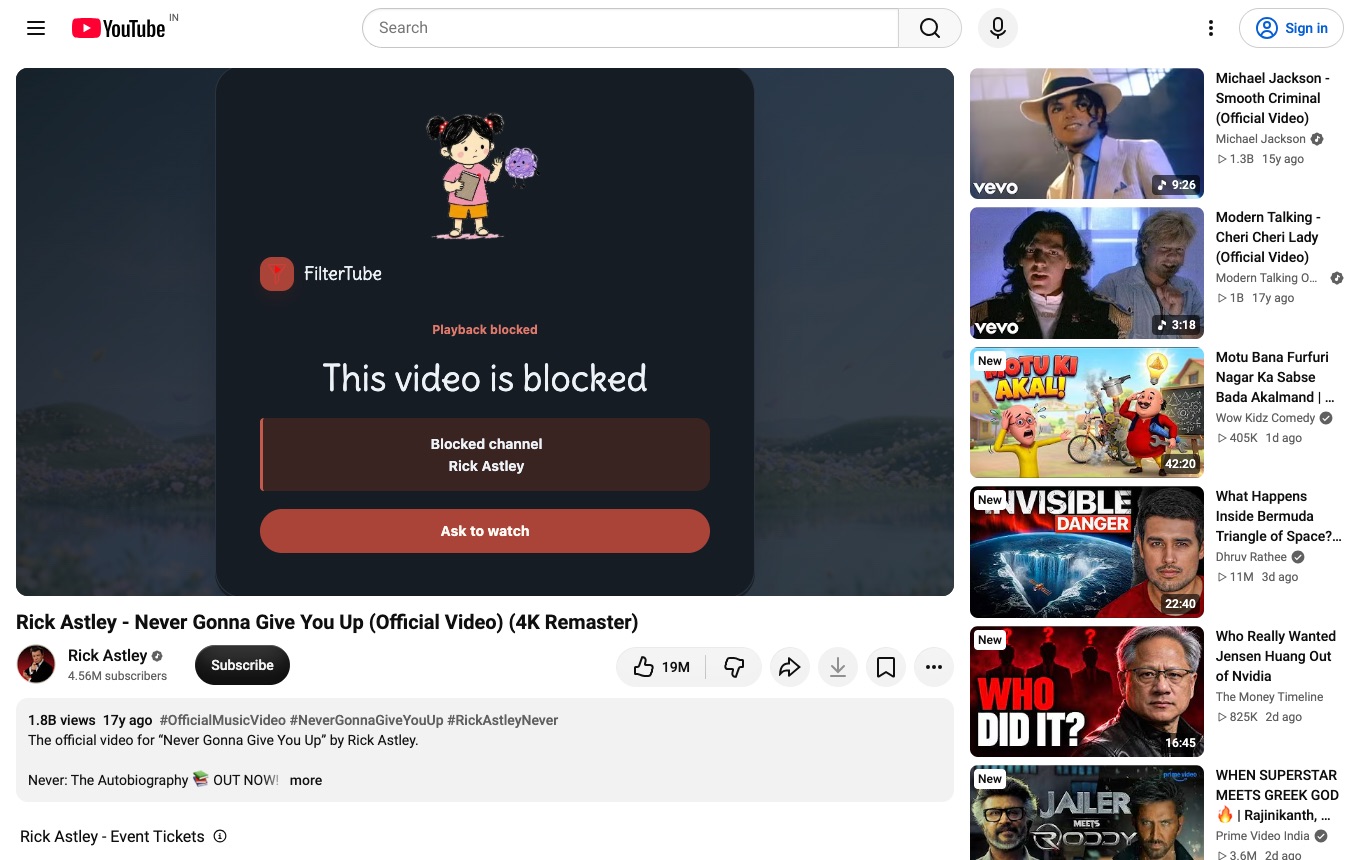 YouTube IN
Search
Sign in
FilterTube
Playback blocked
This video is blocked
Blocked channel
Rick Astley
Ask to watch
Rick Astley - Never Gonna Give You Up (Official Video) (4K Remaster)
Rick Astley
4.56M subscribers
Subscribe
19M
1.8B views 17y ago #OfficialMusicVideo #NeverGonnaGiveYouUp #RickAstleyNever
The official video for “Never Gonna Give You Up” by Rick Astley.
Never: The Autobiography 📚 OUT NOW! more
Rick Astley - Event Tickets
vevo
9:26
Michael Jackson -
Smooth Criminal
(Official Video)
Michael Jackson
1.3B 15y ago
vevo
3:18
Modern Talking -
Cheri Cheri Lady
(Official Video)
Modern Talking O...
1B 17y ago
New
MOTU KI
AKAL!
42:20
Motu Bana Furfuri
Nagar Ka Sabse
Bada Akalmand | ...
Wow Kidz Comedy
405K 1d ago
New
INVISIBLE
DANGER
22:40
What Happens
Inside Bermuda
Triangle of Space?...
Dhruv Rathee
11M 3d ago
New
WHO
DID IT?
16:45
Who Really Wanted
Jensen Huang Out
of Nvidia
The Money Timeline
825K 2d ago
New
prime video
JAILER
MEETS
RODDY
WHEN SUPERSTAR
MEETS GREEK GOD
🔥 | Rajinikanth, ...
Prime Video India
3.6M 2d ago